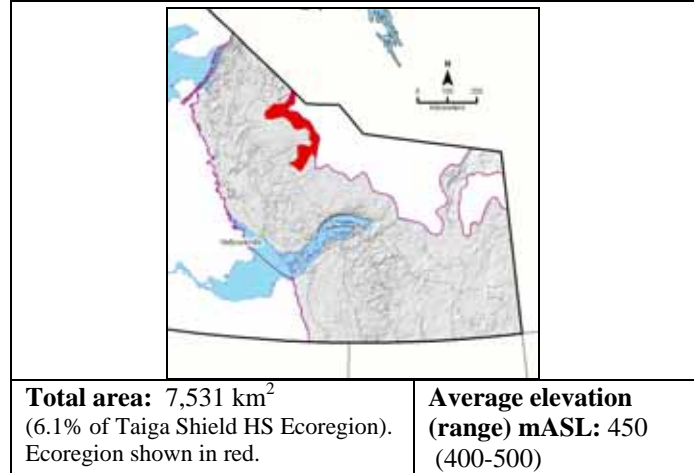 N
Yellowknife
Total area: 7,531 km²
(6.1% of Taiga Shield HS Ecoregion).
Ecoregion shown in red.
Average elevation
(range) mASL: 450
(400-500)